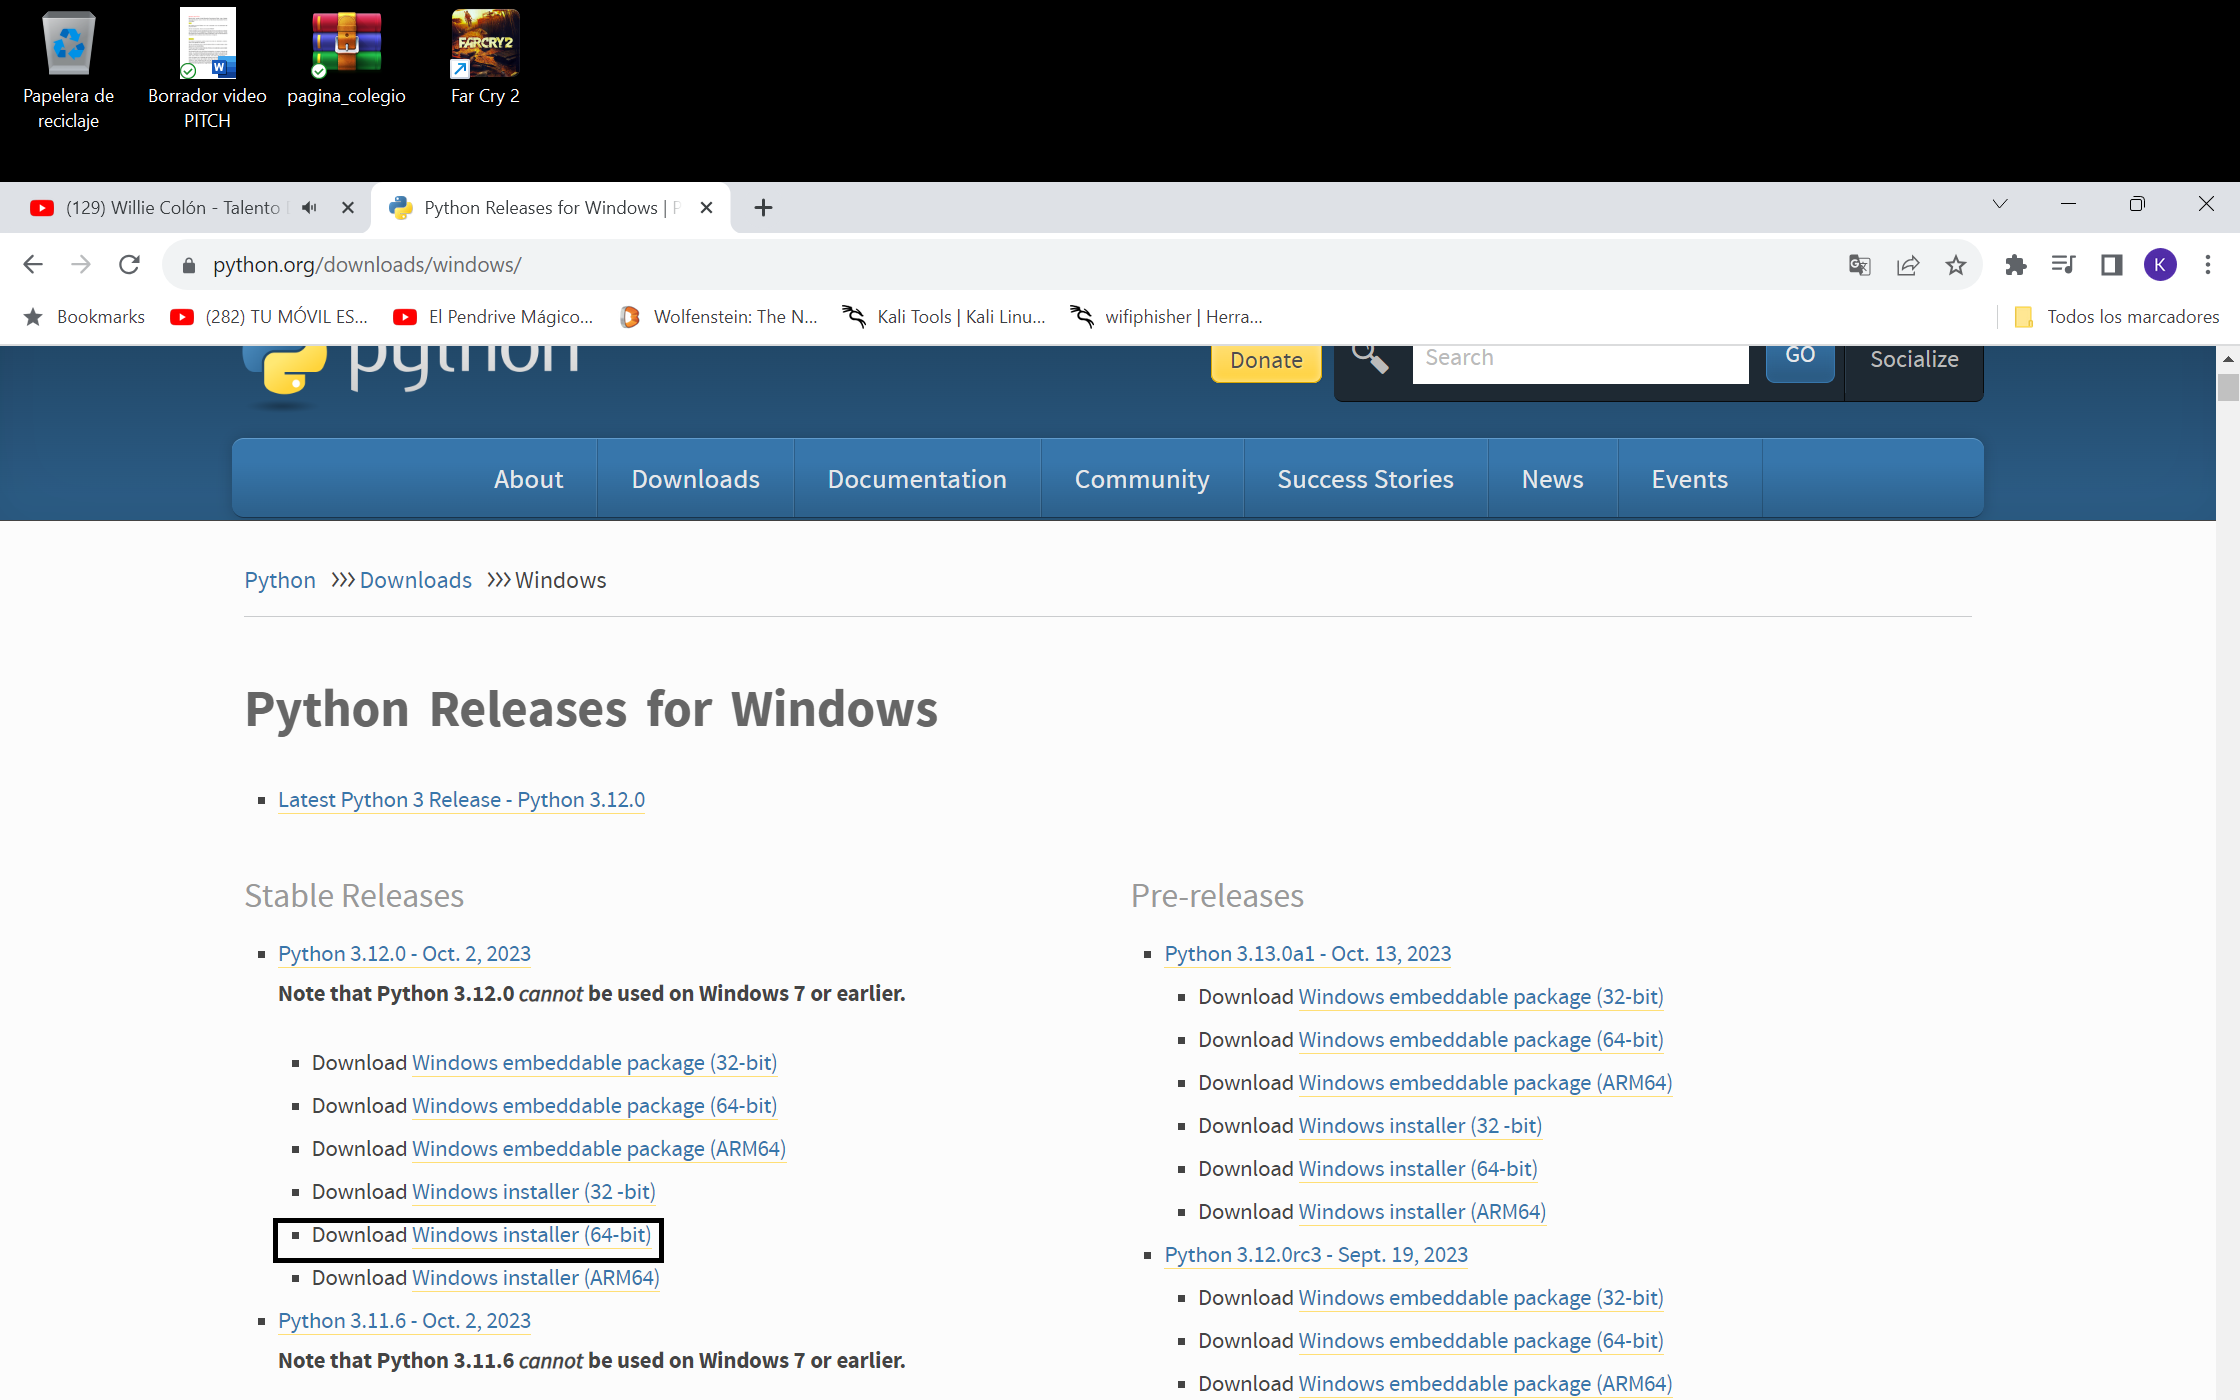 Papelera de
reciclaje
Borrador video
PITCH
pagina_colegio
FARCRY2
Far Cry 2
(129) Willie Colón - Talento
Python Releases for Windows |
python.org/downloads/windows/
K
Bookmarks
(282) TU MÓVIL ES...
El Pendrive Mágico...
Wolfenstein: The N...
Kali Tools | Kali Linu...
wifiphisher | Herra...
Todos los marcadores
python
Donate
Search
GO
Socialize
About
Downloads
Documentation
Community
Success Stories
News
Events
Python >>> Downloads >>> Windows
Python Releases for Windows
Latest Python 3 Release - Python 3.12.0
Stable Releases
Python 3.12.0 - Oct. 2, 2023
Note that Python 3.12.0 cannot be used on Windows 7 or earlier.
Download Windows embeddable package (32-bit)
Download Windows embeddable package (64-bit)
Download Windows embeddable package (ARM64)
Download Windows installer (32 -bit)
Download Windows installer (64-bit)
Download Windows installer (ARM64)
Python 3.11.6 - Oct. 2, 2023
Note that Python 3.11.6 cannot be used on Windows 7 or earlier.
Pre-releases
Python 3.13.0a1 - Oct. 13, 2023
Download Windows embeddable package (32-bit)
Download Windows embeddable package (64-bit)
Download Windows embeddable package (ARM64)
Download Windows installer (32 -bit)
Download Windows installer (64-bit)
Download Windows installer (ARM64)
Python 3.12.0rc3 - Sept. 19, 2023
Download Windows embeddable package (32-bit)
Download Windows embeddable package (64-bit)
Download Windows embeddable package (ARM64)